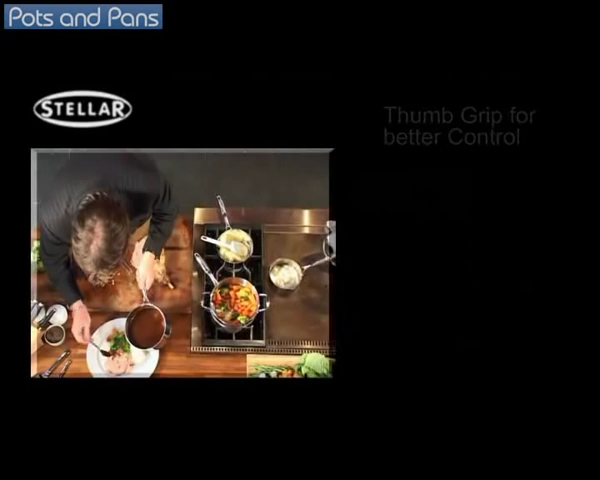 Pots and Pans
STELLAR
Thumb Grip for
better Control